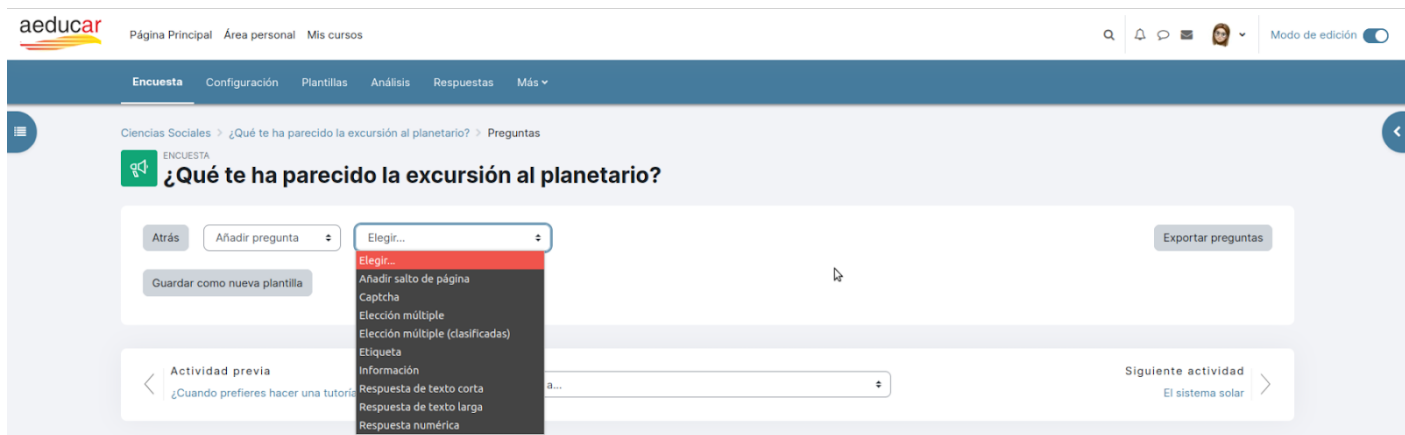 aeducar
Página Principal Área personal Mis cursos
Modo de edición
Encuesta Configuración Plantillas Análisis Respuestas Más
Ciencias Sociales > ¿Qué te ha parecido la excursión al planetario? > Preguntas
ENCUESTA
¿Qué te ha parecido la excursión al planetario?
Atrás Añadir pregunta Elegir... Exportar preguntas
Guardar como nueva plantilla
Elegir...
Añadir salto de página
Captcha
Elección múltiple
Elección múltiple (clasificadas)
Etiqueta
Información
Respuesta de texto corta
Respuesta de texto larga
Respuesta numérica
Actividad previa
¿Cuando prefieres hacer una tutoría
a...
Siguiente actividad
El sistema solar